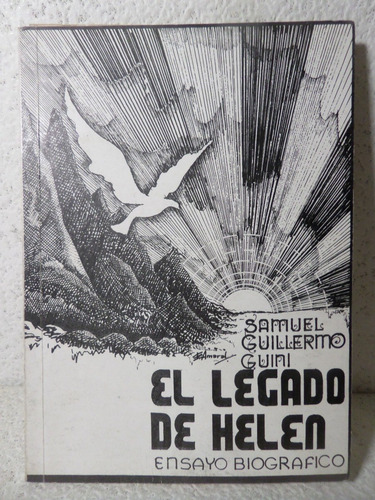 SAMUEL
GUILLERMO
GUINI
EL LEGADO
DE HELEN
ENSAYO BIOGRAFICO